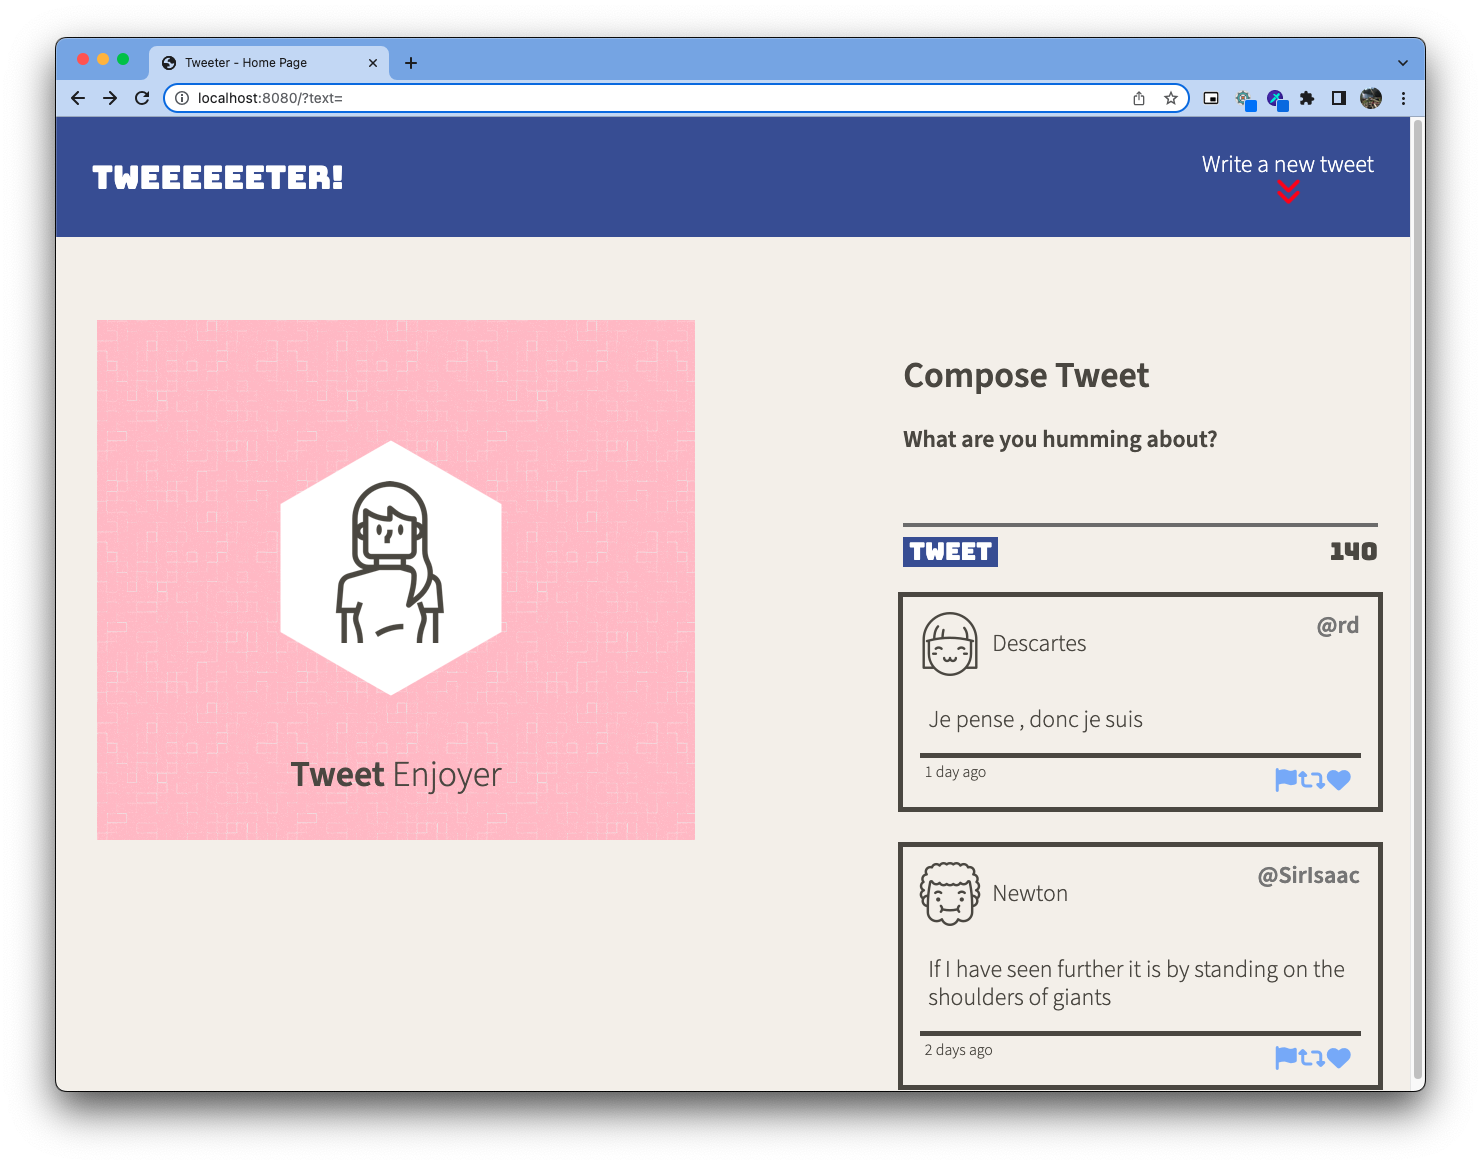 Tweeter - Home Page
localhost:8080/?text=
TWEEEEEETER!
Write a new tweet
Tweet Enjoyer
Compose Tweet
What are you humming about?
TWEET
140
Descartes
@rd
Je pense , donc je suis
1 day ago
Newton
@SirIsaac
If I have seen further it is by standing on the
shoulders of giants
2 days ago